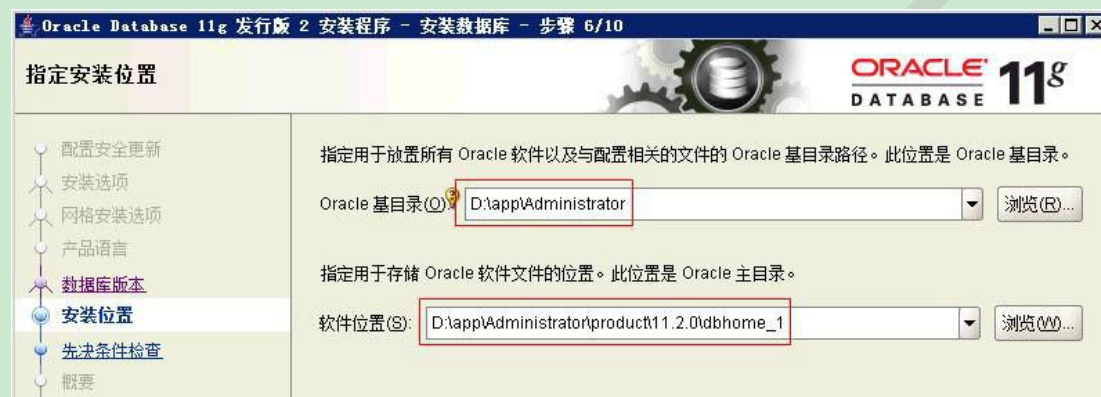 Oracle Database 11g 发行版 2 安装程序 - 安装数据库 - 步骤 6/10
指定安装位置
ORACLE
DATABASE
11g
配置安全更新
安装选项
网格安装选项
产品语言
数据库版本
安装位置
先决条件检查
概要
指定用于放置所有 Oracle 软件以及与配置相关的文件的 Oracle 基目录路径。此位置是 Oracle 基目录。
Oracle 基目录(O): D:\app\Administrator 浏览(R)...
指定用于存储 Oracle 软件文件的位置。此位置是 Oracle 主目录。
软件位置(S): D:\app\Administrator\product\11.2.0\dbhome_1 浏览(W)...